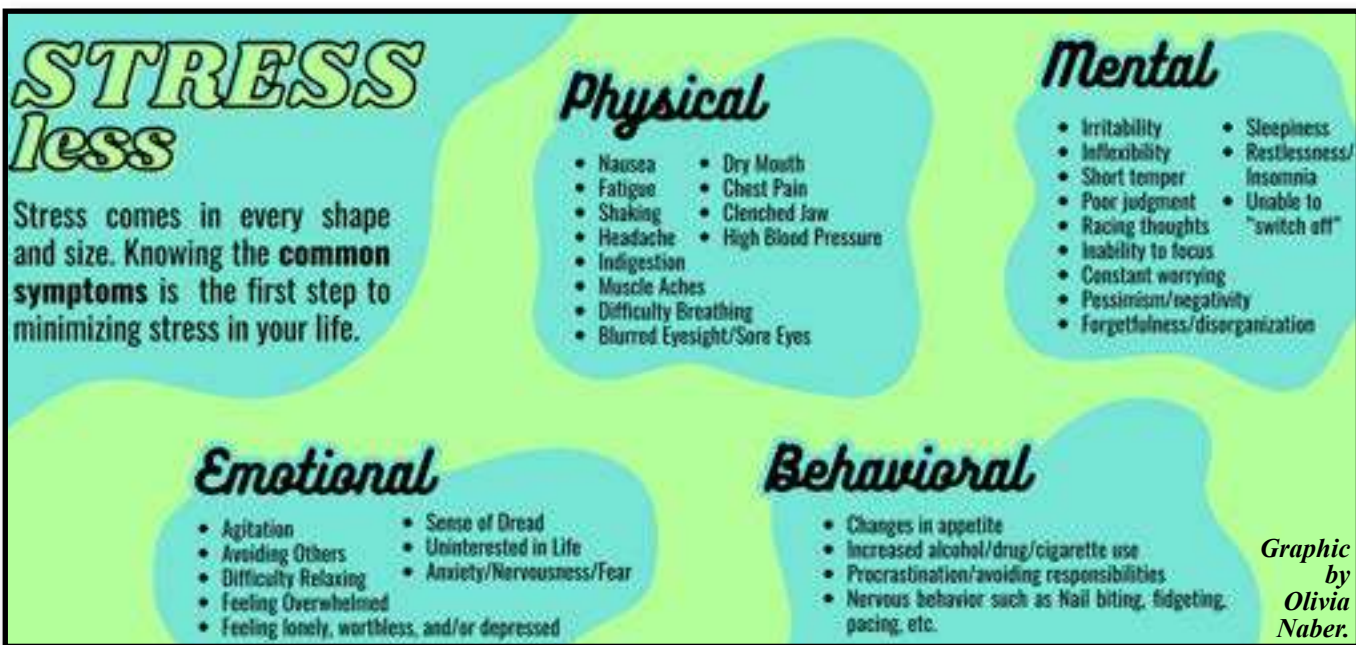 STRESS
less
Stress comes in every shape
and size. Knowing the common
symptoms is the first step to
minimizing stress in your life.
Physical
• Nausea
• Fatigue
• Shaking
• Headache
• Indigestion
• Muscle Aches
• Difficulty Breathing
• Blurred Eyesight/Sore Eyes
• Dry Mouth
• Chest Pain
• Clenched Jaw
• High Blood Pressure
Mental
• Irritability
• Inflexibility
• Short temper
• Poor judgment
• Racing thoughts
• Inability to focus
• Constant worrying
• Pessimism/negativity
• Forgetfulness/disorganization
• Sleepiness
• Restlessness/
Insomnia
• Unable to
"switch off"
Emotional
• Agitation
• Avoiding Others
• Difficulty Relaxing
• Feeling Overwhelmed
• Feeling lonely, worthless, and/or depressed
• Sense of Dread
• Uninterested in Life
• Anxiety/Nervousness/Fear
Behavioral
• Changes in appetite
• Increased alcohol/drug/cigarette use
• Procrastination/avoiding responsibilities
• Nervous behavior such as Nail biting, fidgeting,
pacing, etc.
Graphic
by
Olivia
Naber.